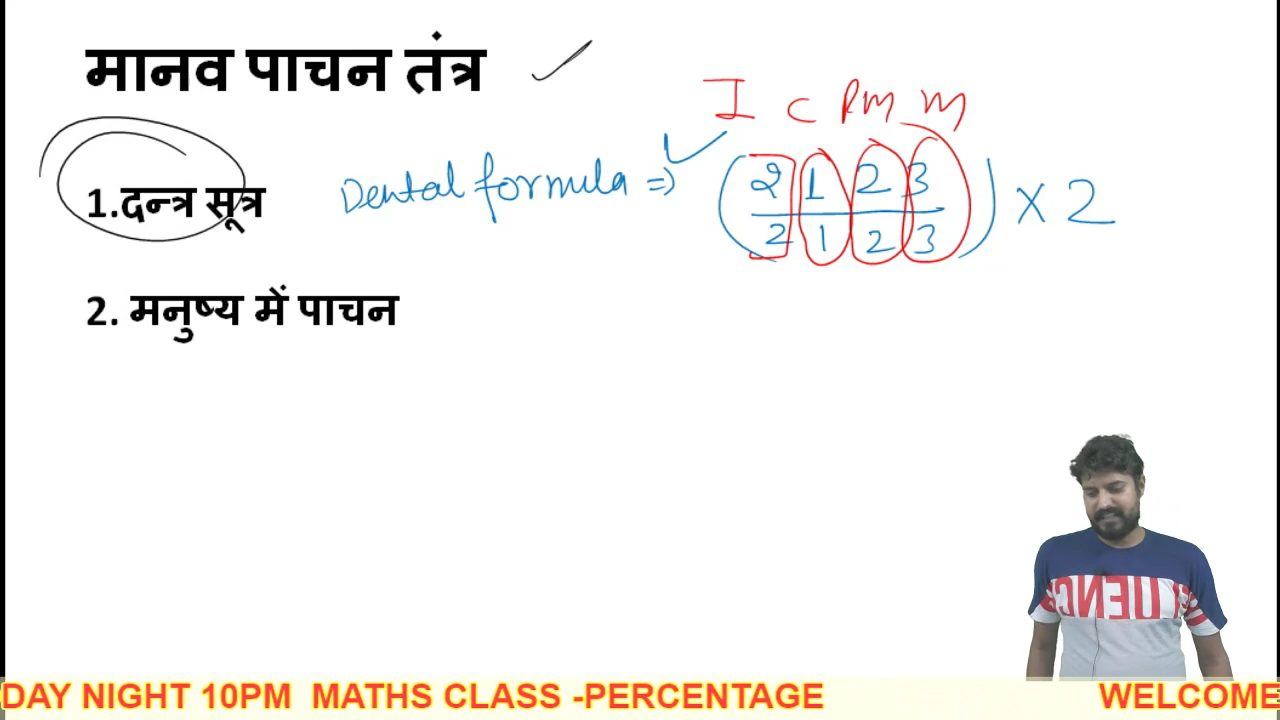 मानव पाचन तंत्र
I C PM M
1.दन्त्र सूत्र
Dental formula ⇒ (2 1 2 3 / 2 1 2 3) × 2
2. मनुष्य में पाचन
DAY NIGHT 10PM MATHS CLASS -PERCENTAGE WELCOME